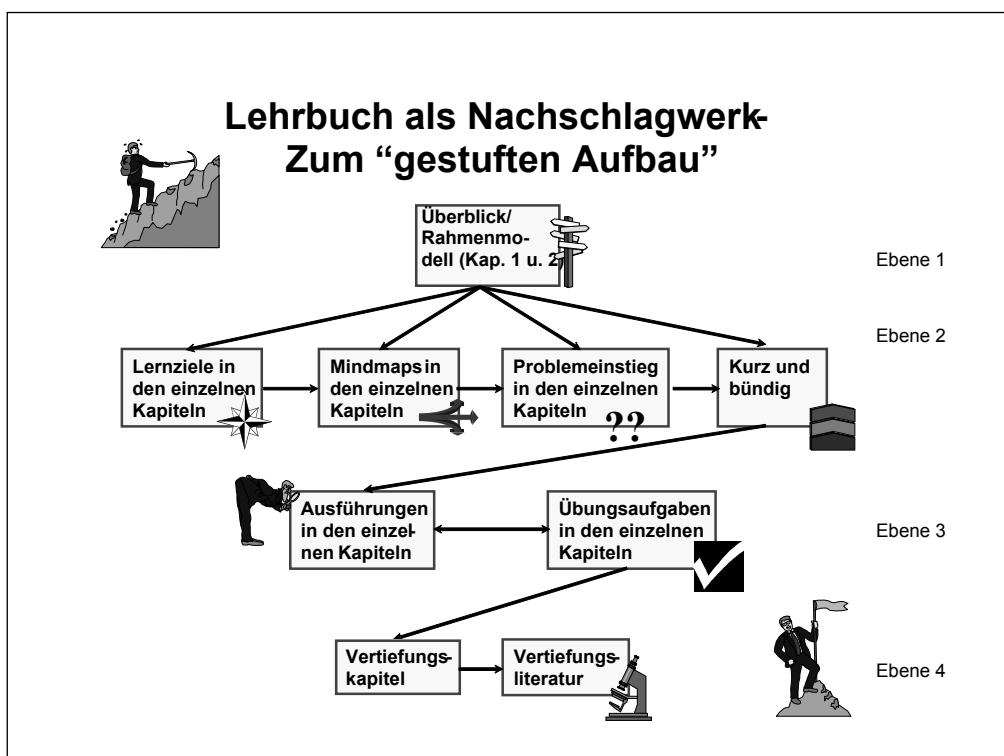 Lehrbuch als Nachschlagwerk-
Zum “gestuften Aufbau”
Überblick/
Rahmenmo-
dell (Kap. 1 u. 2)
Ebene 1
Ebene 2
Lernziele in
den einzelnen
Kapiteln
Mindmaps in
den einzelnen
Kapiteln
Problemeinstieg
in den einzelnen
Kapiteln
??
Kurz und
bündig
Ausführungen
in den einzel-
nen Kapiteln
Übungsaufgaben
in den einzelnen
Kapiteln
Ebene 3
Vertiefungs-
kapitel
Vertiefungs-
literatur
Ebene 4